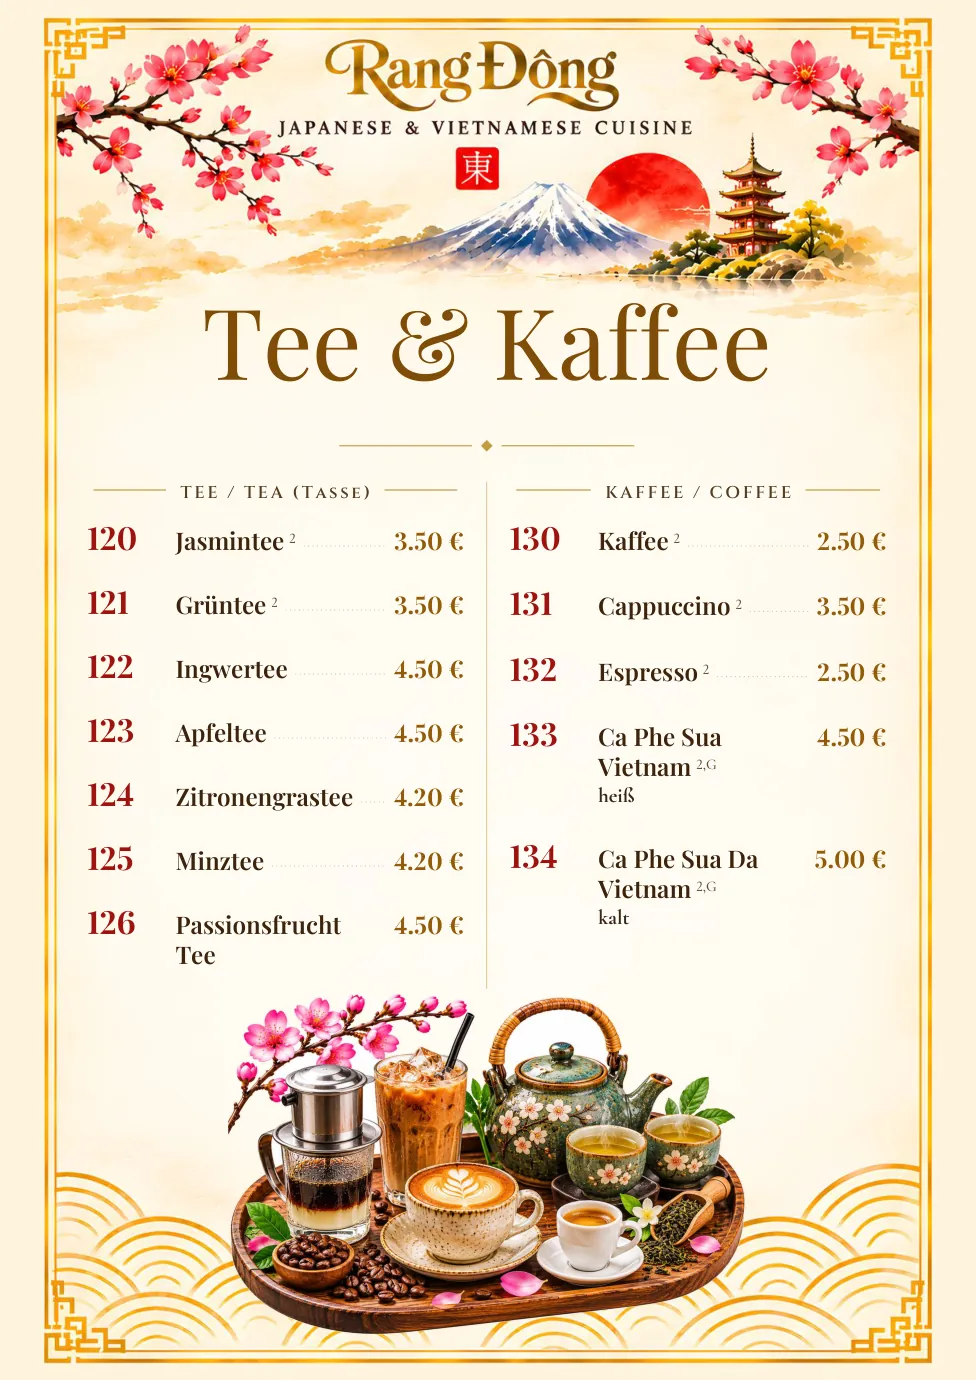 Rang Đông
JAPANESE & VIETNAMESE CUISINE
東
Tee & Kaffee
TEE / TEA (TASSE)
120 Jasmintee 2 3.50 €
121 Grüntee 2 3.50 €
122 Ingwertee 4.50 €
123 Apfeltee 4.50 €
124 Zitronengrastee 4.20 €
125 Minztee 4.20 €
126 Passionsfrucht 4.50 €
Tee
KAFFEE / COFFEE
130 Kaffee 2 2.50 €
131 Cappuccino 2 3.50 €
132 Espresso 2 2.50 €
133 Ca Phe Sua 4.50 €
Vietnam 2,G
heiß
134 Ca Phe Sua Da 5.00 €
Vietnam 2,G
kalt